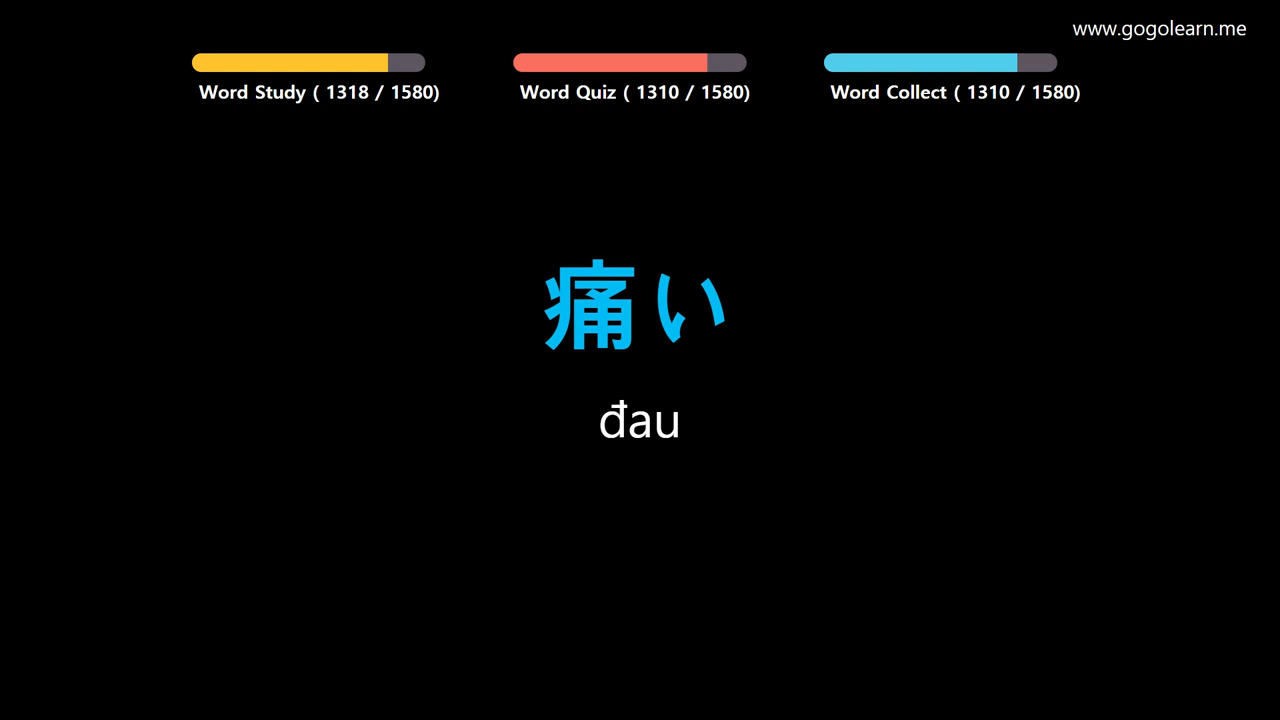 www.gogolearn.me
Word Study ( 1318 / 1580)
Word Quiz ( 1310 / 1580)
Word Collect ( 1310 / 1580)
痛い
đau